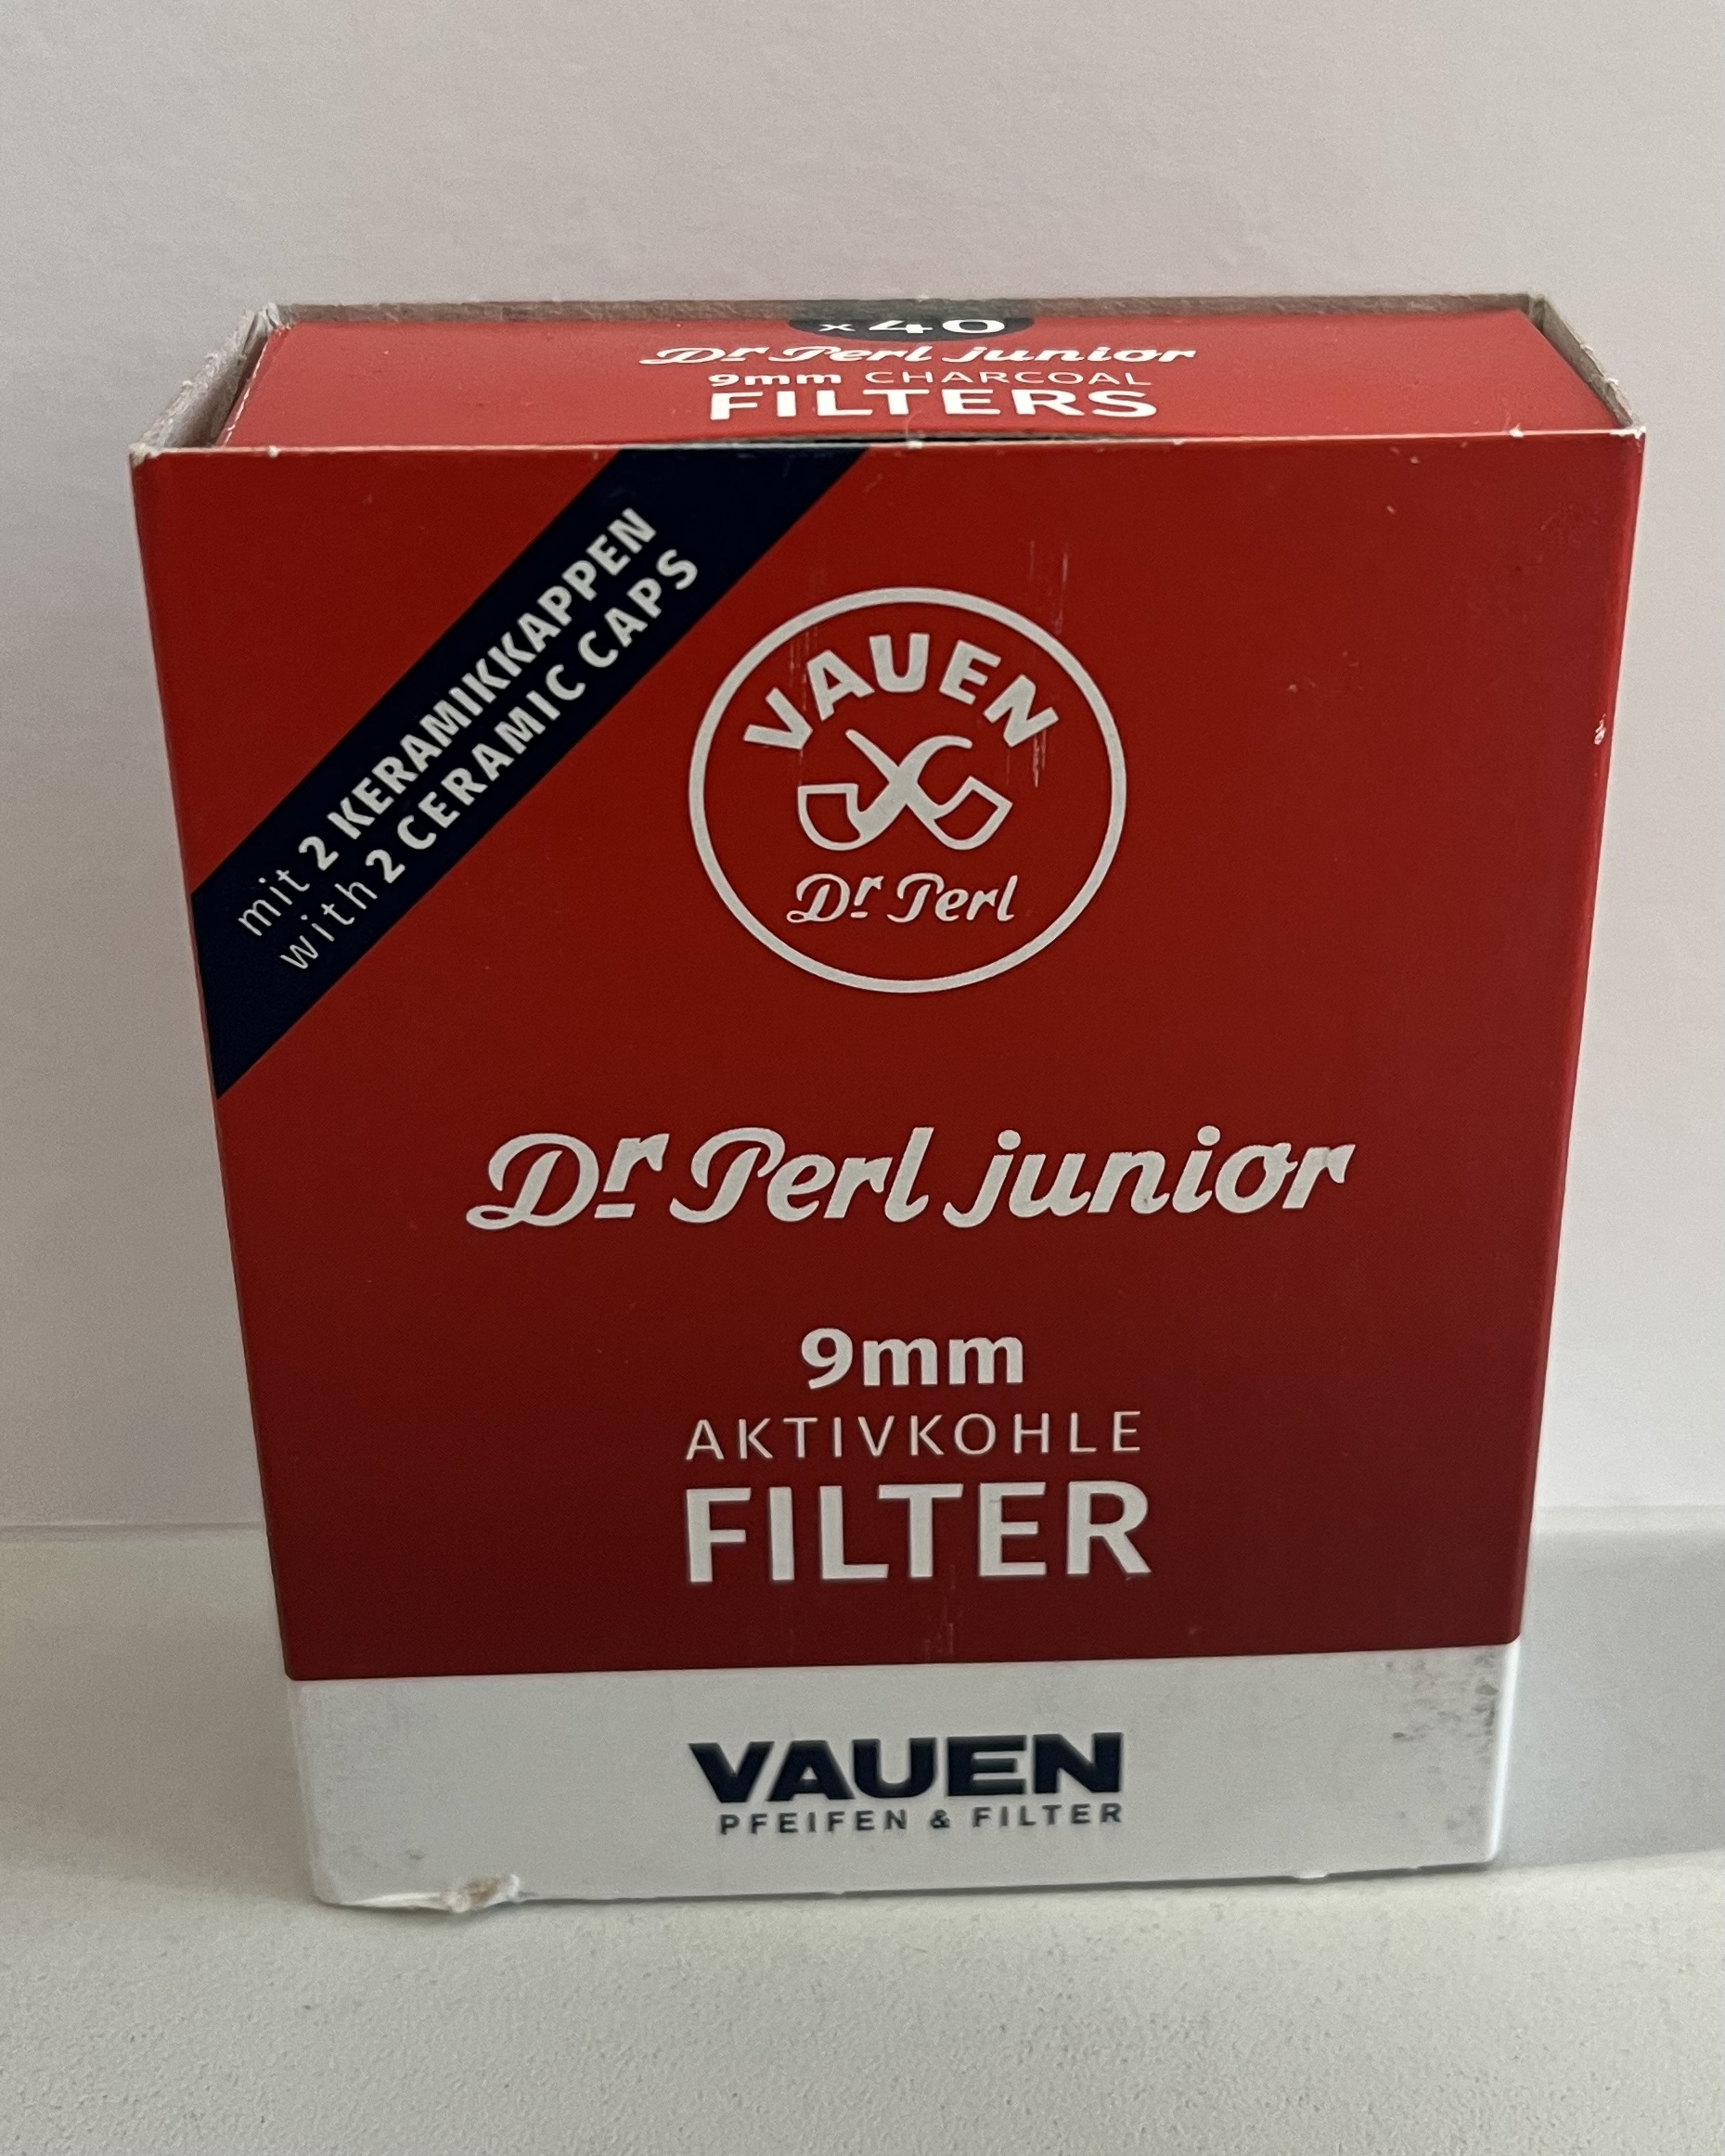 x 40
Dr Perl junior
9mm CHARCOAL
FILTERS
mit 2 KERAMIKKAPPEN
with 2 CERAMIC CAPS
VAUEN
Dr Perl
Dr Perl junior
9mm
AKTIVKOHLE
FILTER
VAUEN
PFEIFEN & FILTER